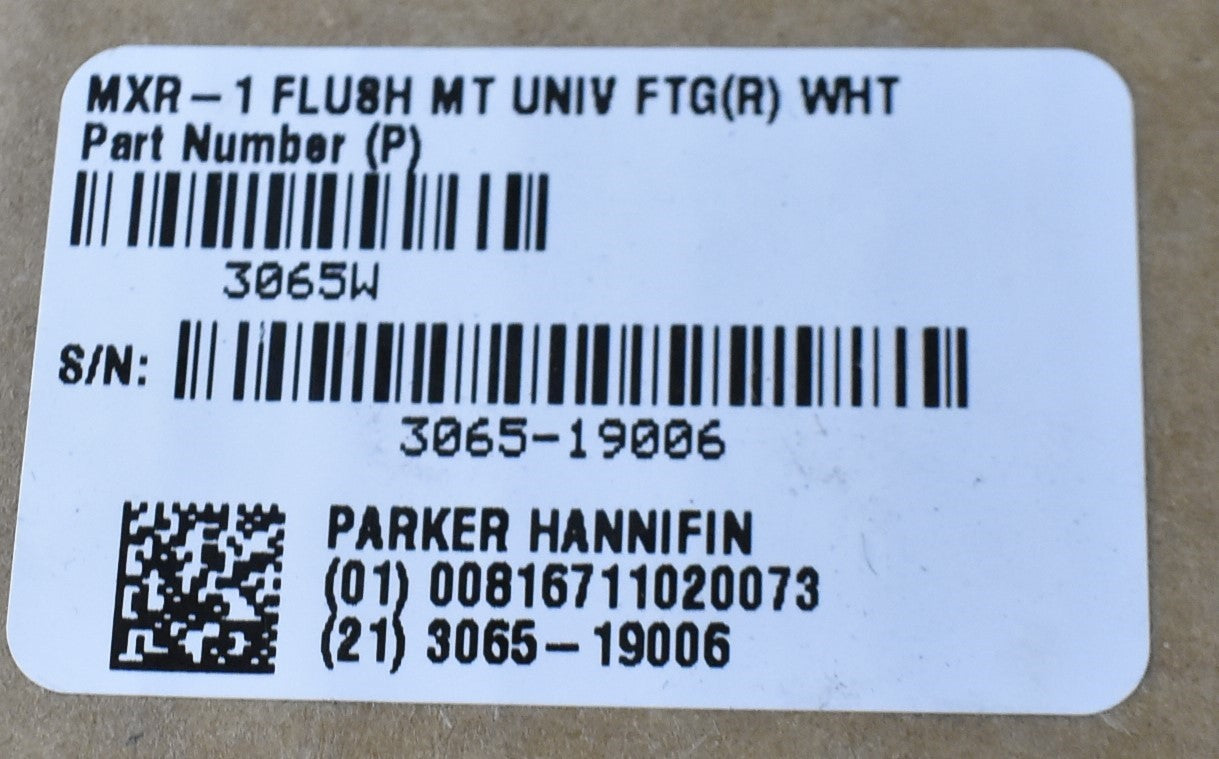 MXR-1 FLUSH MT UNIV FTG(R) WHT
Part Number (P)
3065W
S/N:
3065-19006
PARKER HANNIFIN
(01) 00816711020073
(21) 3065-19006